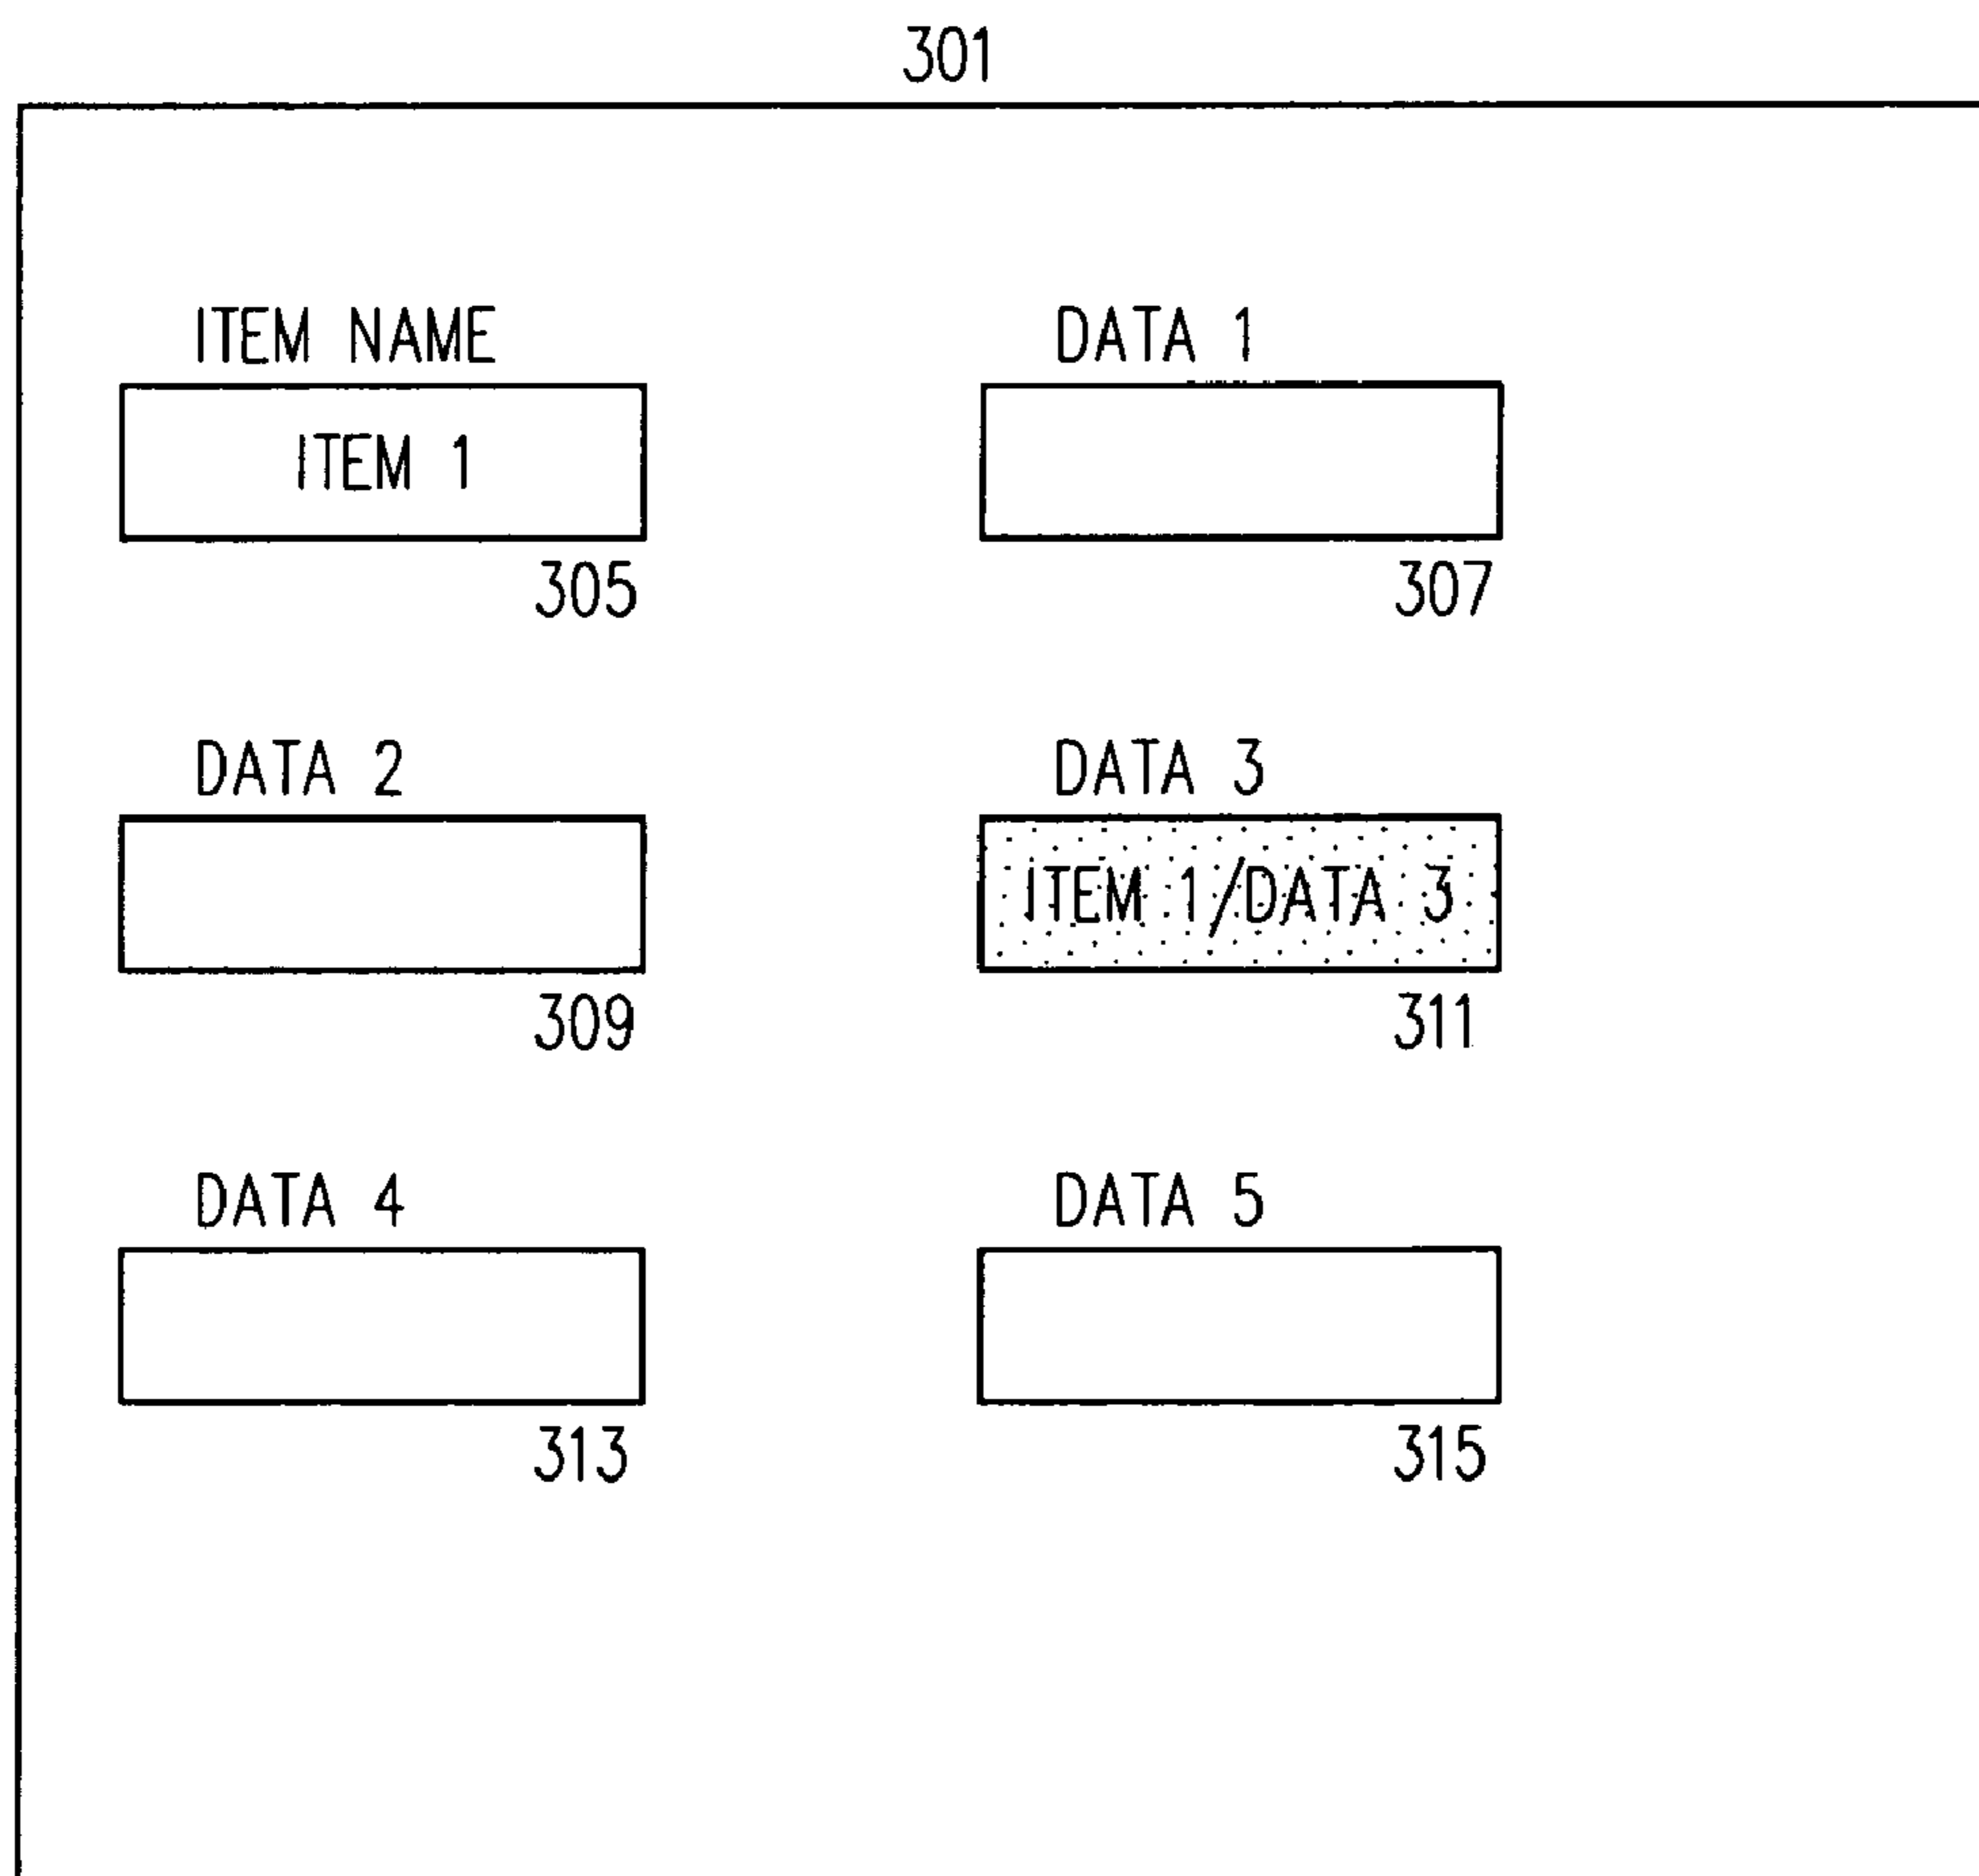 301
ITEM NAME DATA 1
ITEM 1
305 307
DATA 2 DATA 3
ITEM 1/DATA 3
309 311
DATA 4 DATA 5
313 315